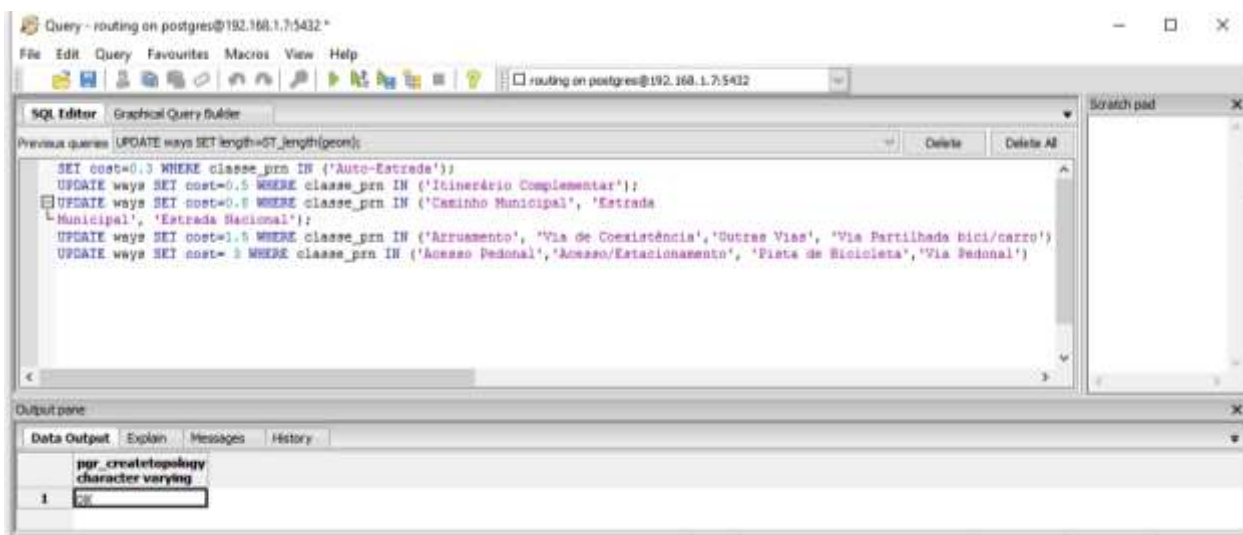 Query - routing on postgres@192.168.1.7:5432 *
File Edit Query Favourites Macros View Help
routing on postgres@192.168.1.7:5432
SQL Editor Graphical Query Builder
Scratch pad
Previous queries UPDATE ways SET length=ST_length(geom); Delete Delete All
SET cost=0.3 WHERE classe_prn IN ('Auto-Estrada');
UPDATE ways SET cost=0.5 WHERE classe_prn IN ('Itinerário Complementar');
UPDATE ways SET cost=0.8 WHERE classe_prn IN ('Caminho Municipal', 'Estrada
Municipal', 'Estrada Nacional');
UPDATE ways SET cost=1.5 WHERE classe_prn IN ('Arruamento', 'Via de Coexistência','Outras Vias', 'Via Partilhada bici/carro')
UPDATE ways SET cost= 3 WHERE classe_prn IN ('Acesso Pedonal','Acesso/Estacionamento', 'Pista de Bicicleta','Via Pedonal')
Output pane
Data Output Explain Messages History
pgr_createtopology
character varying
1 OK